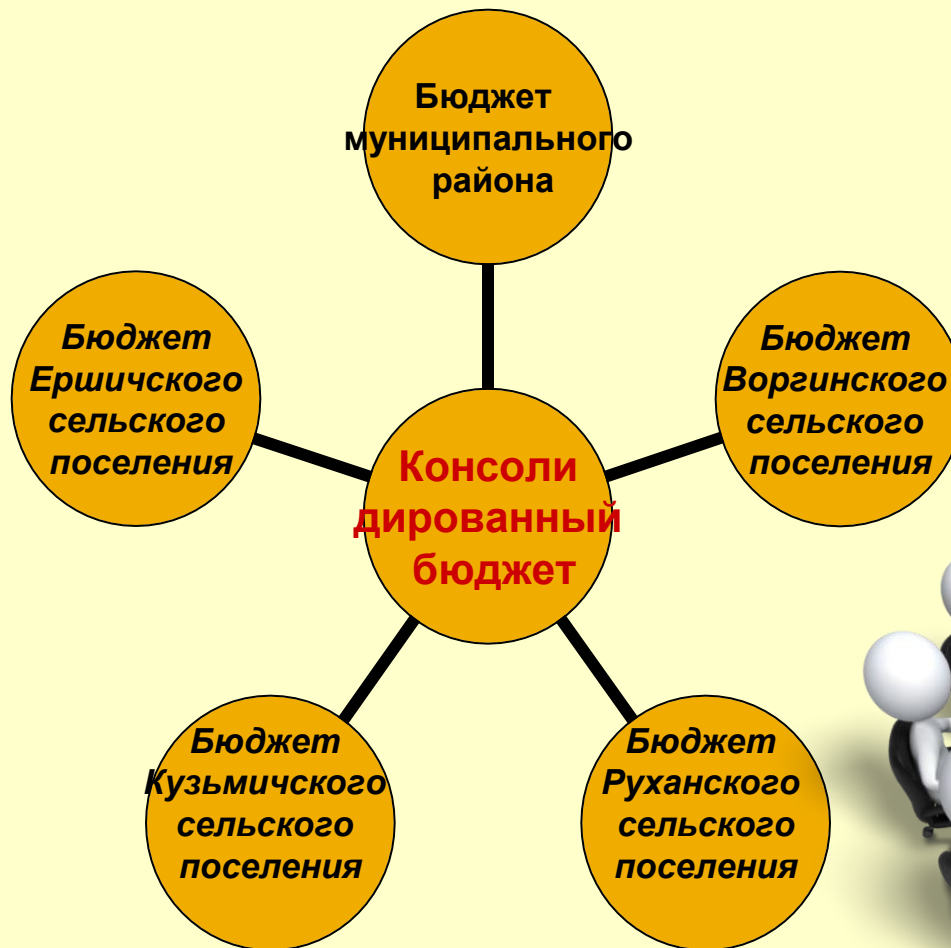 Бюджет
муниципального
района
Бюджет
Ершичского
сельского
поселения
Бюджет
Воргинского
сельского
поселения
Консоли
дированный
бюджет
Бюджет
Кузьмичского
сельского
поселения
Бюджет
Руханского
сельского
поселения